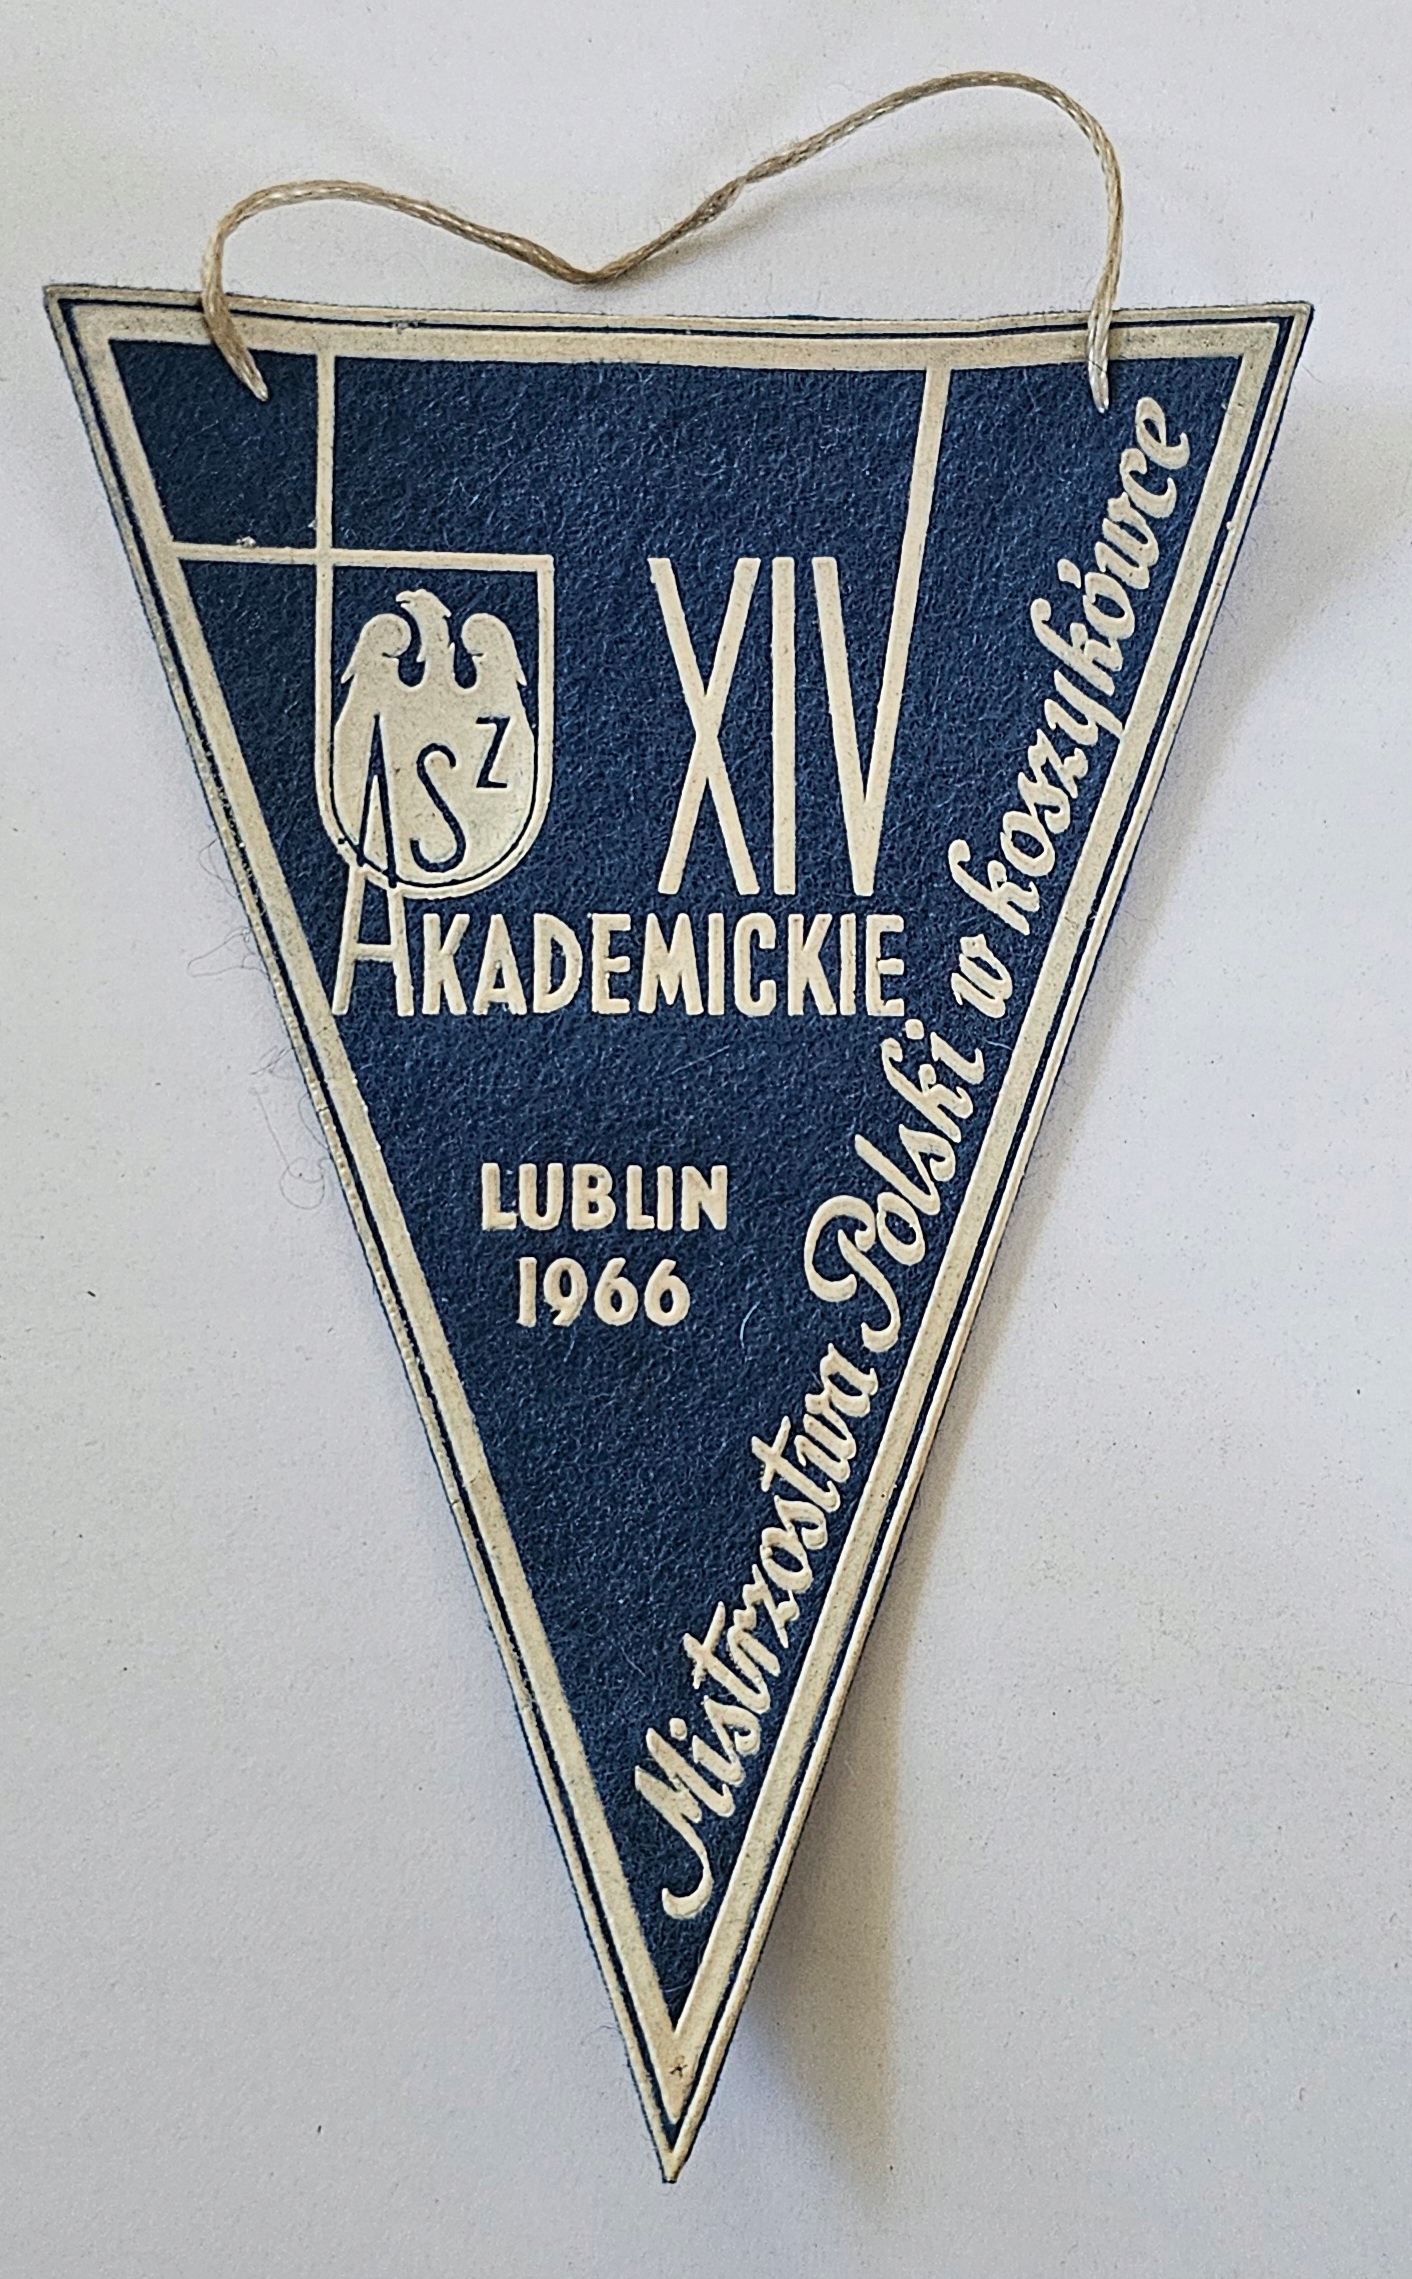 AZS
XIV
AKADEMICKIE
Mistrzostwa Polski w koszykówce
LUBLIN
1966